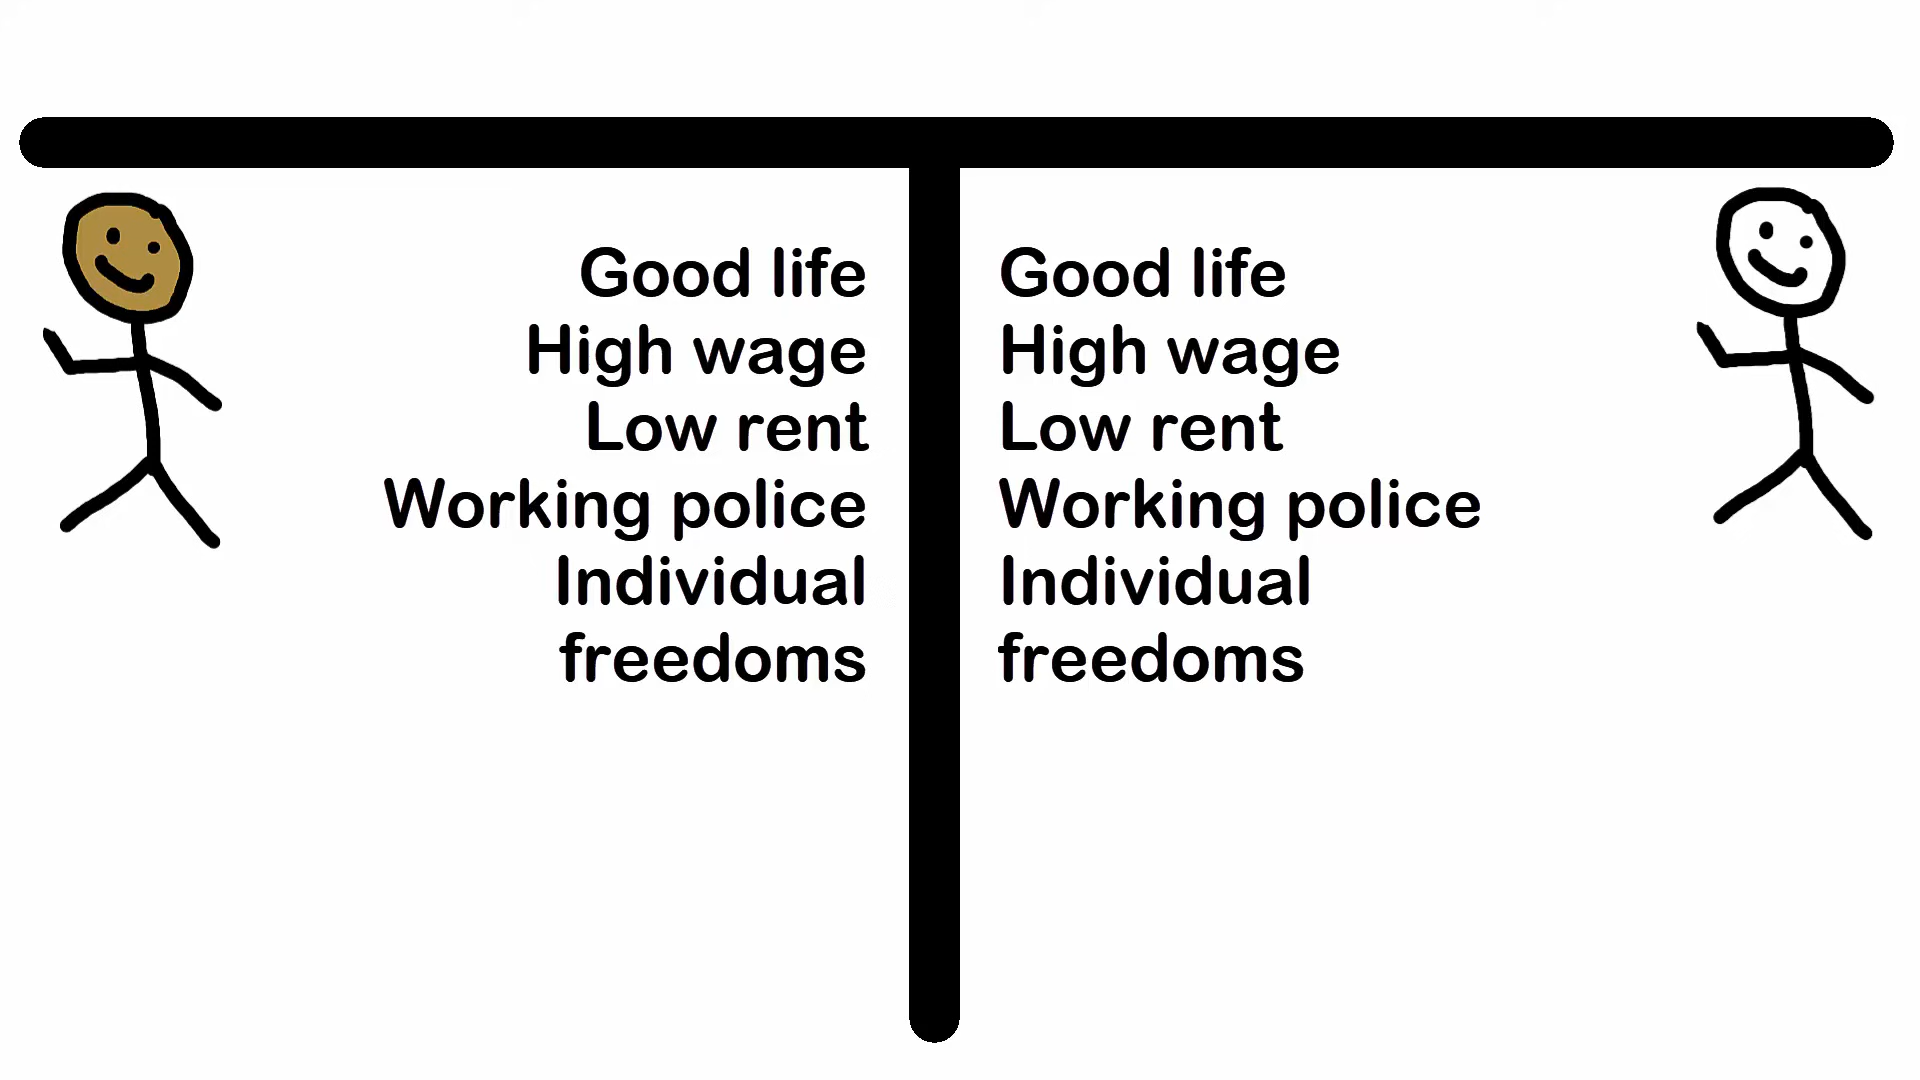 Good life
High wage
Low rent
Working police
Individual
freedoms
Good life
High wage
Low rent
Working police
Individual
freedoms